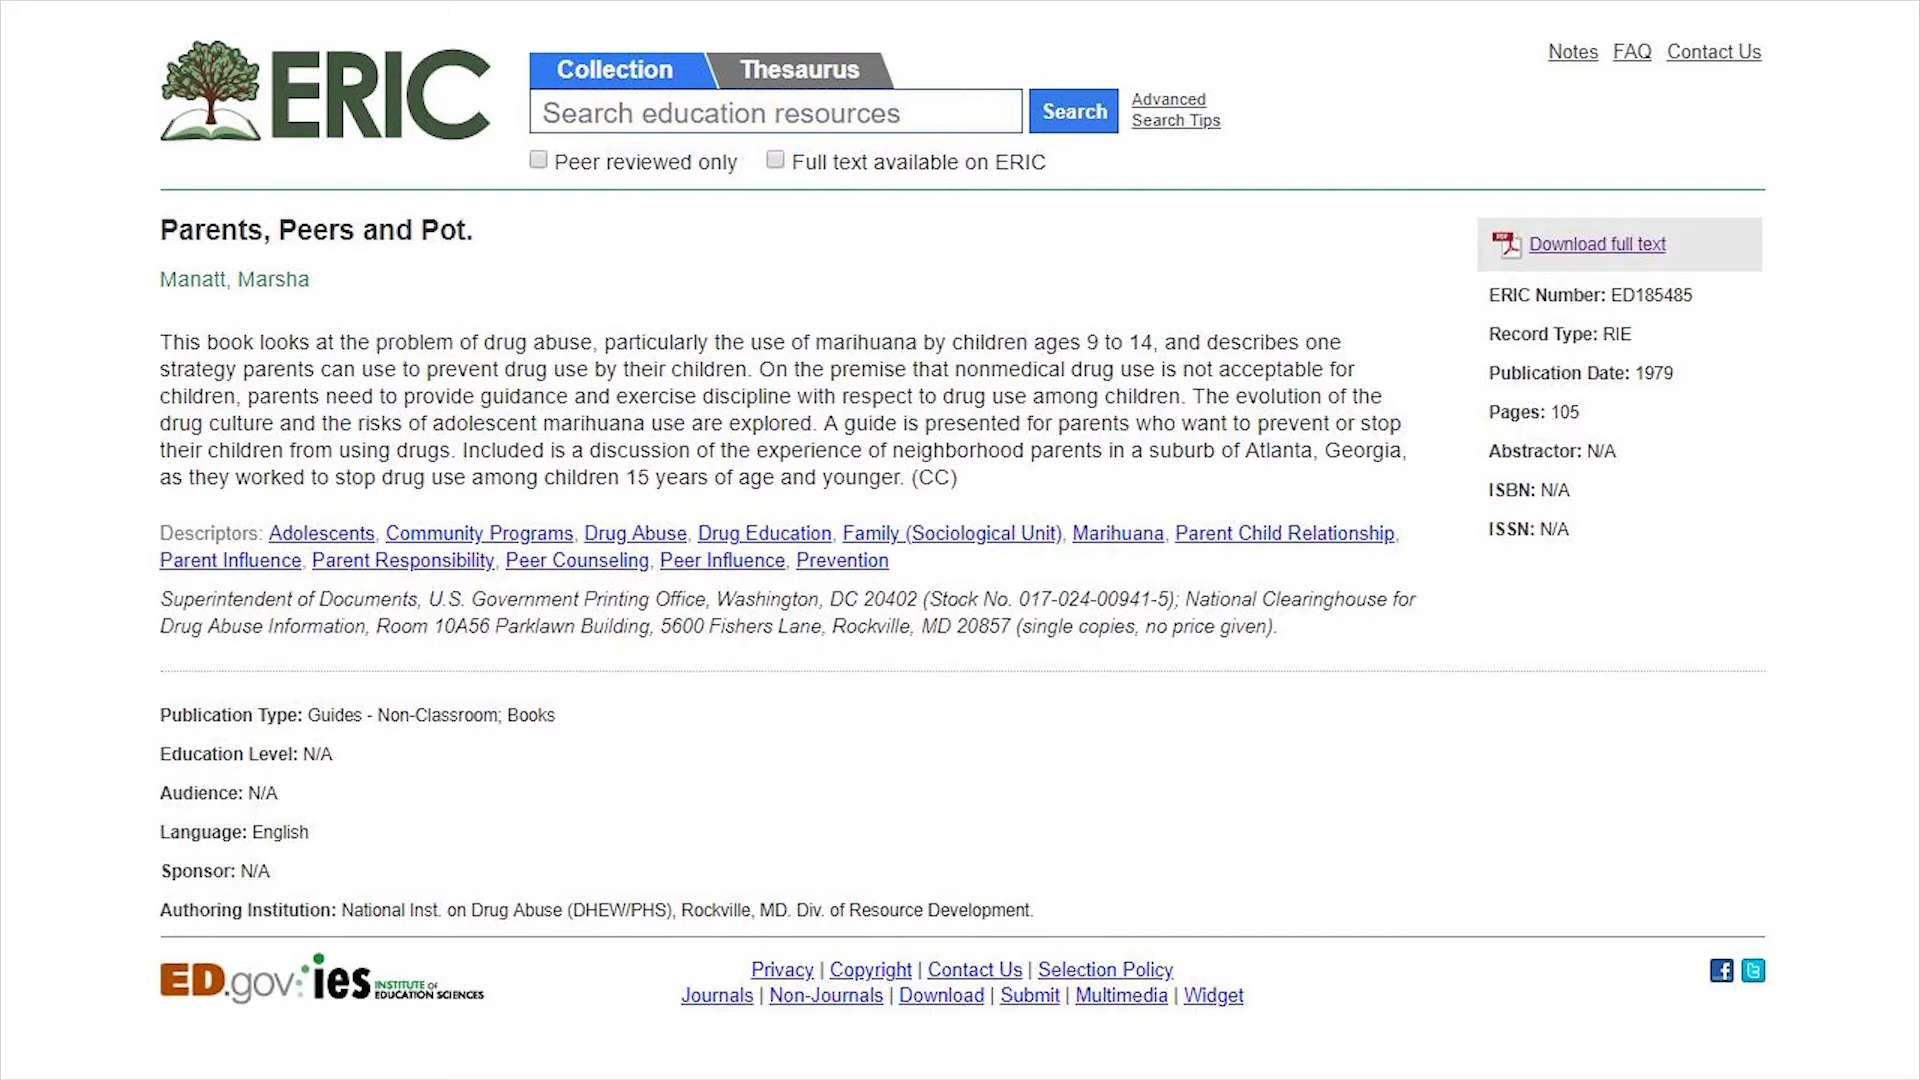 ERIC
Collection
Thesaurus
Search education resources
Search
Advanced
Search Tips
Peer reviewed only
Full text available on ERIC
Notes FAQ Contact Us
Parents, Peers and Pot.
Manatt, Marsha
This book looks at the problem of drug abuse, particularly the use of marihuana by children ages 9 to 14, and describes one
strategy parents can use to prevent drug use by their children. On the premise that nonmedical drug use is not acceptable for
children, parents need to provide guidance and exercise discipline with respect to drug use among children. The evolution of the
drug culture and the risks of adolescent marihuana use are explored. A guide is presented for parents who want to prevent or stop
their children from using drugs. Included is a discussion of the experience of neighborhood parents in a suburb of Atlanta, Georgia,
as they worked to stop drug use among children 15 years of age and younger. (CC)
Descriptors: Adolescents, Community Programs, Drug Abuse, Drug Education, Family (Sociological Unit), Marihuana, Parent Child Relationship,
Parent Influence, Parent Responsibility, Peer Counseling, Peer Influence, Prevention
Superintendent of Documents, U.S. Government Printing Office, Washington, DC 20402 (Stock No. 017-024-00941-5); National Clearinghouse for
Drug Abuse Information, Room 10A56 Parklawn Building, 5600 Fishers Lane, Rockville, MD 20857 (single copies, no price given).
PDF
Download full text
ERIC Number: ED185485
Record Type: RIE
Publication Date: 1979
Pages: 105
Abstractor: N/A
ISBN: N/A
ISSN: N/A
Publication Type: Guides - Non-Classroom; Books
Education Level: N/A
Audience: N/A
Language: English
Sponsor: N/A
Authoring Institution: National Inst. on Drug Abuse (DHEW/PHS), Rockville, MD. Div. of Resource Development.
ED.gov
ies INSTITUTE OF
EDUCATION SCIENCES
Privacy | Copyright | Contact Us | Selection Policy
Journals | Non-Journals | Download | Submit | Multimedia | Widget